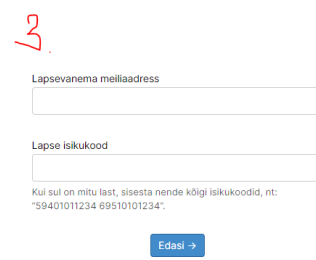 3.
Lapsevanema meiliaadress
Lapse isikukood
Kui sul on mitu last, sisesta nende kõigi isikukoodid, nt:
"59401011234 69510101234".
Edasi →